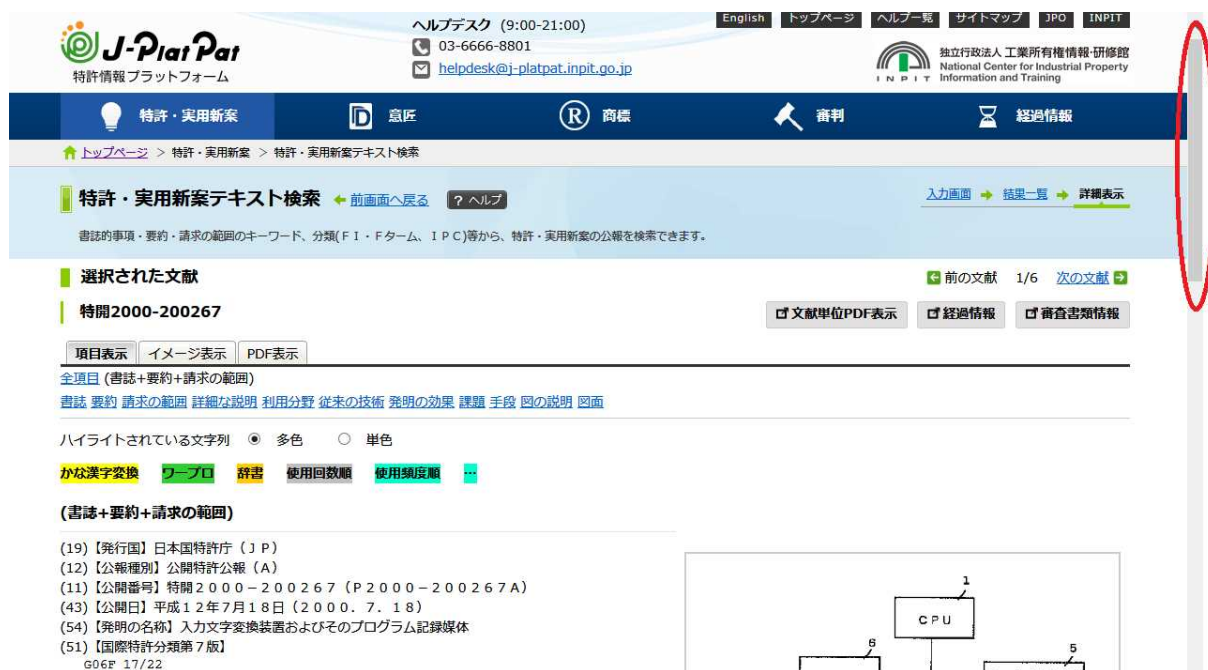 J-PlatPat
特許情報プラットフォーム
ヘルプデスク (9:00-21:00)
03-6666-8801
helpdesk@j-platpat.inpit.go.jp
English トップページ ヘルプ一覧 サイトマップ JPO INPIT
INPIT
独立行政法人 工業所有権情報・研修館
National Center for Industrial Property
Information and Training
特許・実用新案 D 意匠 R 商標 審判 経過情報
トップページ > 特許・実用新案 > 特許・実用新案テキスト検索
特許・実用新案テキスト検索 前画面へ戻る ? ヘルプ 入力画面 結果一覧 詳細表示
書誌的事項・要約・請求の範囲のキーワード、分類(FI・Fターム、IPC)等から、特許・実用新案の公報を検索できます。
選択された文献 前の文献 1/6 次の文献
特開2000-200267 文献単位PDF表示 経過情報 審査書類情報
項目表示 イメージ表示 PDF表示
全項目 (書誌+要約+請求の範囲)
書誌 要約 請求の範囲 詳細な説明 利用分野 従来の技術 発明の効果 課題 手段 図の説明 図面
ハイライトされている文字列 多色 単色
かな漢字変換 ワープロ 辞書 使用回数順 使用頻度順 …
(書誌+要約+請求の範囲)
(19)【発行国】日本国特許庁(JP)
(12)【公報種別】公開特許公報(A)
(11)【公開番号】特開2000-200267(P2000-200267A)
(43)【公開日】平成12年7月18日(2000.7.18)
(54)【発明の名称】入力文字変換装置およびそのプログラム記録媒体
(51)【国際特許分類第7版】
G06F 17/22
1
CPU
6
5